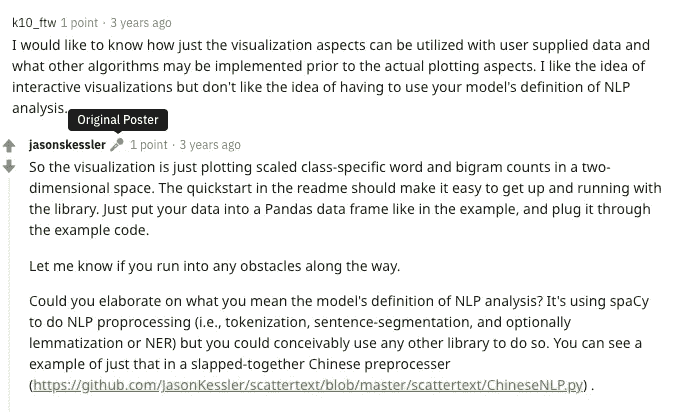 k10_ftw 1 point · 3 years ago
I would like to know how just the visualization aspects can be utilized with user supplied data and
what other algorithms may be implemented prior to the actual plotting aspects. I like the idea of
interactive visualizations but don't like the idea of having to use your model's definition of NLP
analysis.
Original Poster
jasonskessler 1 point · 3 years ago
So the visualization is just plotting scaled class-specific word and bigram counts in a two-
dimensional space. The quickstart in the readme should make it easy to get up and running with
the library. Just put your data into a Pandas data frame like in the example, and plug it through
the example code.
Let me know if you run into any obstacles along the way.
Could you elaborate on what you mean the model's definition of NLP analysis? It's using spaCy
to do NLP proprocessing (i.e., tokenization, sentence-segmentation, and optionally
lemmatization or NER) but you could conceivably use any other library to do so. You can see a
example of just that in a slapped-together Chinese preprocesser
(https://github.com/JasonKessler/scattertext/blob/master/scattertext/ChineseNLP.py) .